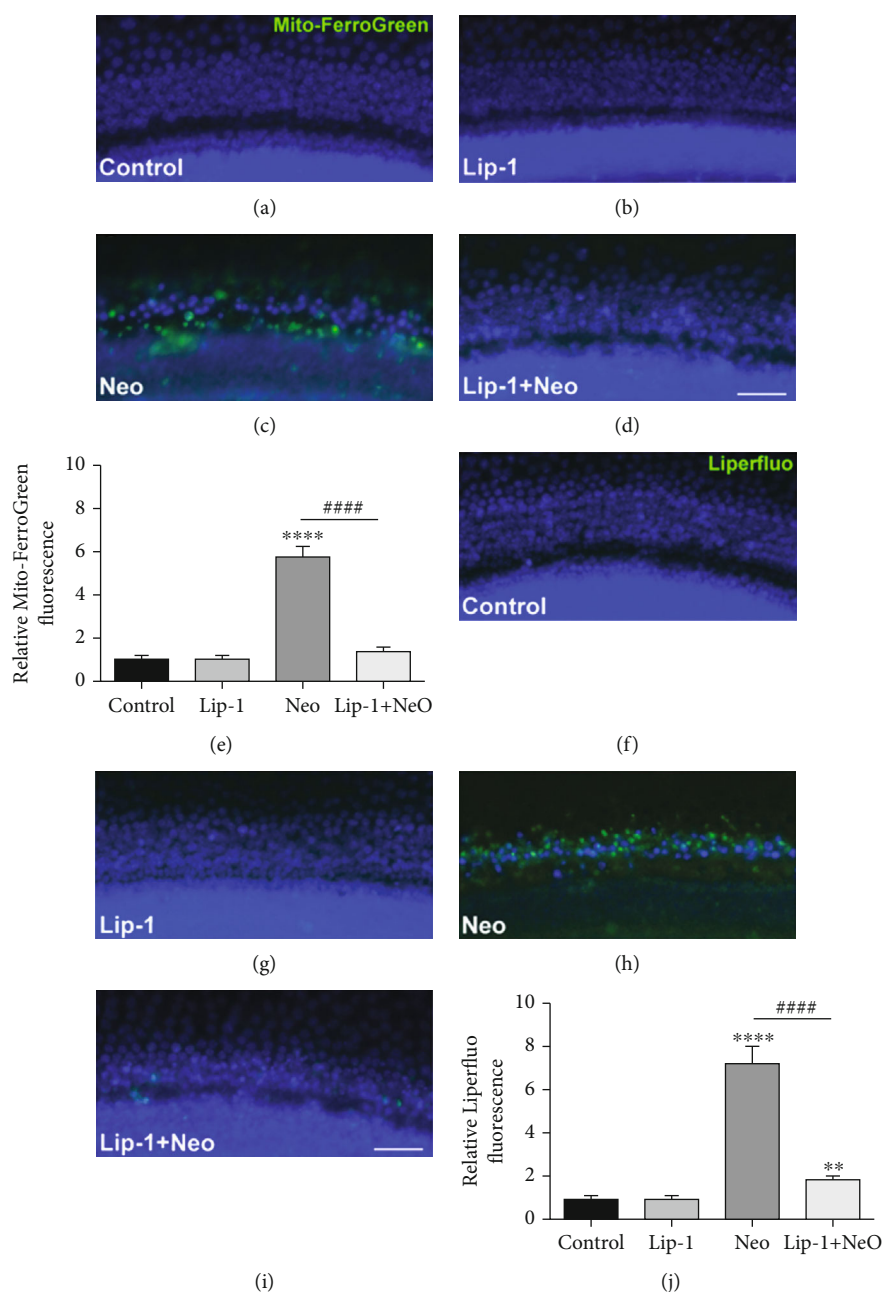 Mito-FerroGreen
Control
(a)
Lip-1
(b)
Neo
(c)
Lip-1+Neo
(d)
Relative Mito-FerroGreen
fluorescence
10
8
6
4
2
0
####
****
Control Lip-1 Neo Lip-1+NeO
(e)
Liperfluo
Control
(f)
Lip-1
(g)
Neo
(h)
Lip-1+Neo
(i)
Relative Liperfluo
fluorescence
10
8
6
4
2
0
####
****
**
Control Lip-1 Neo Lip-1+NeO
(j)